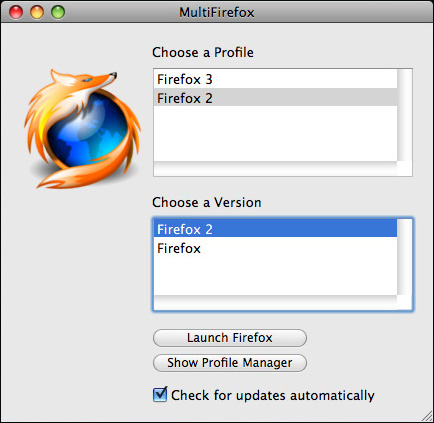 MultiFirefox
Choose a Profile
Firefox 3
Firefox 2
Choose a Version
Firefox 2
Firefox
Launch Firefox
Show Profile Manager
Check for updates automatically